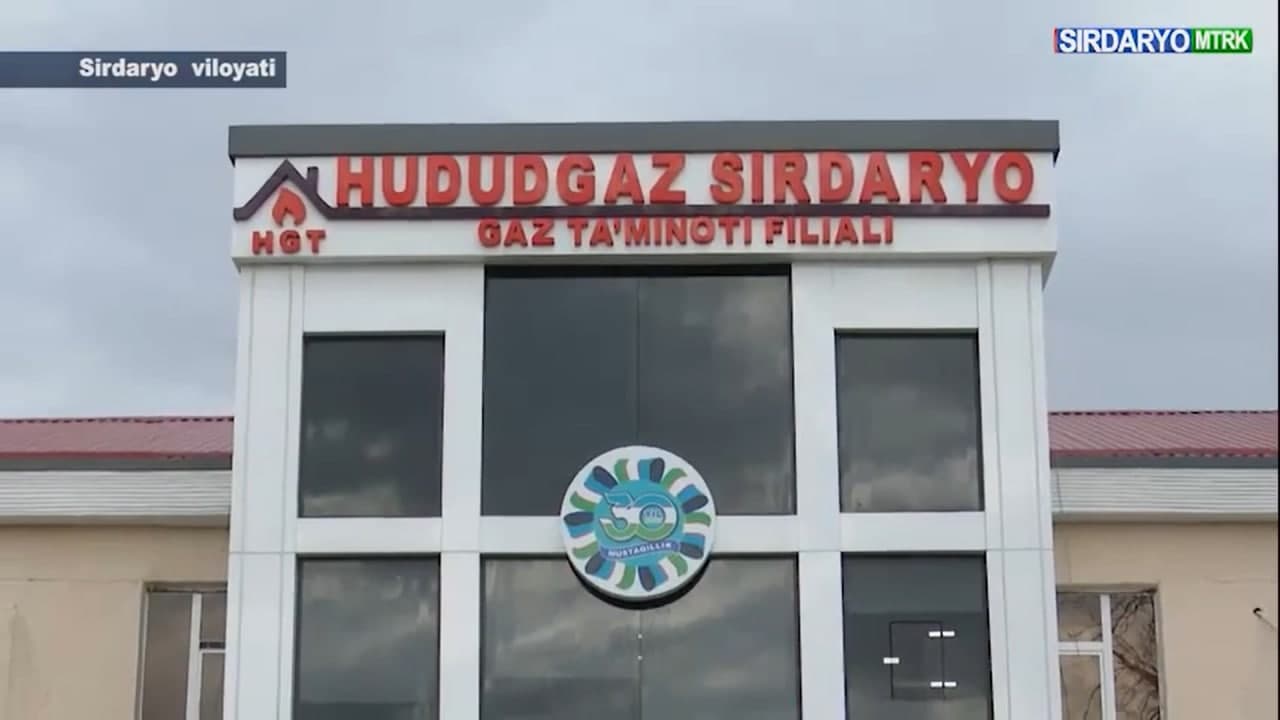 SIRDARYO MTRK
Sirdaryo viloyati
HUDUDGAZ SIRDARYO
HGT
GAZ TA'MINOTI FILIALI
30
YIL
MUSTAQILLIK